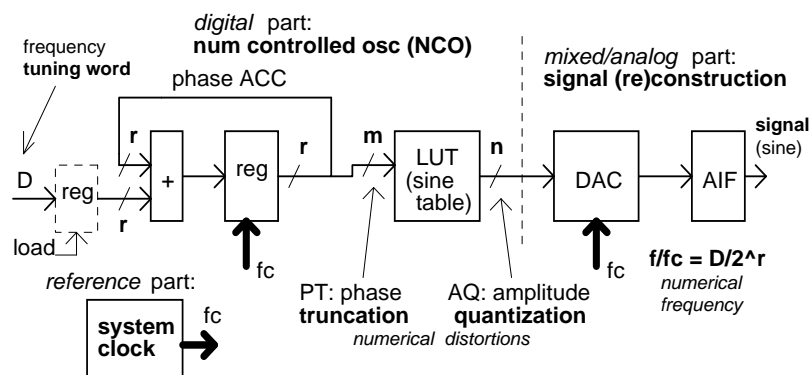 digital part:
num controlled osc (NCO)
mixed/analog part:
signal (re)construction
frequency
tuning word
phase ACC
signal
(sine)
r
r
m
n
D
reg
+
reg
LUT
(sine
table)
DAC
AIF
r
load
fc
fc
f/fc = D/2^r
numerical
frequency
reference part:
system
clock
fc
PT: phase
truncation
AQ: amplitude
quantization
numerical distortions